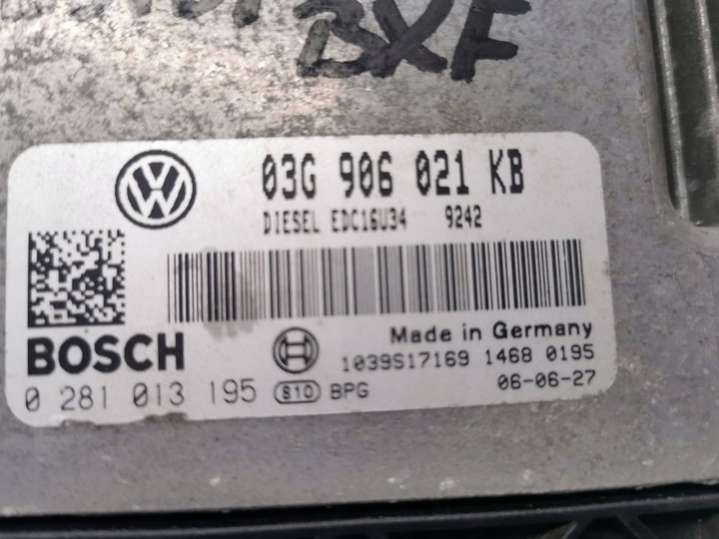 BXF
03G 906 021 KB
DIESEL EDC16U34 9242
BOSCH
Made in Germany
1039S17169 1468 0195
0 281 013 195 S10 BPG 06-06-27